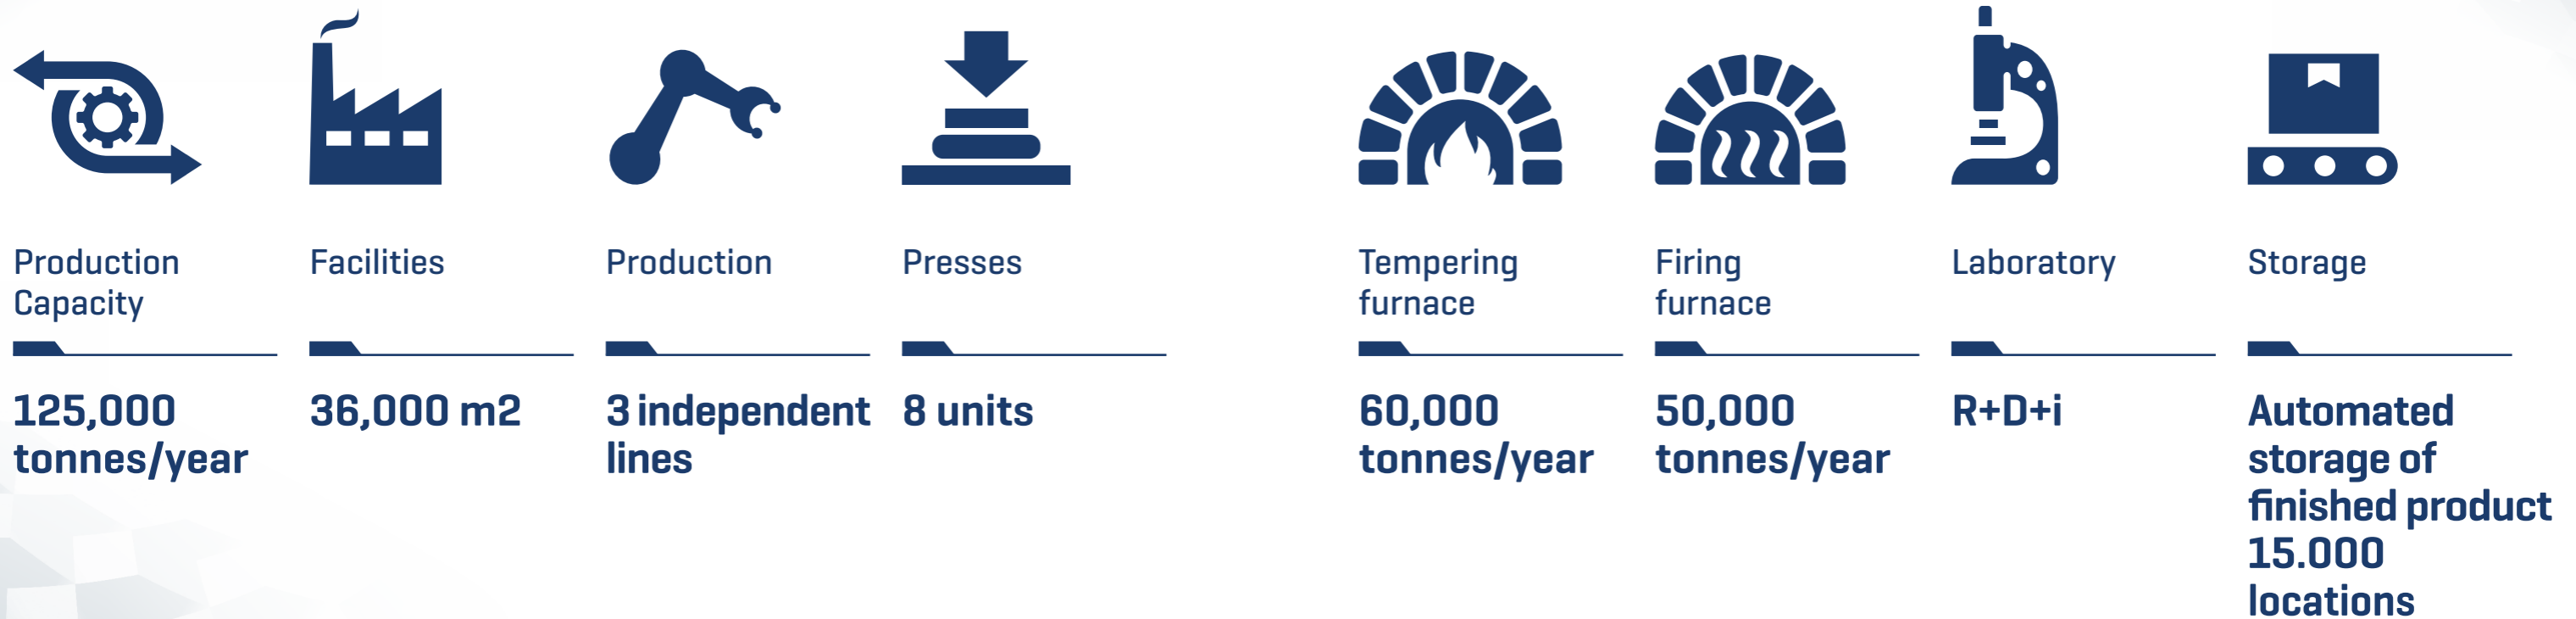 Production
Capacity
125,000
tonnes/year
Facilities
36,000 m2
Production
3 independent
lines
Presses
8 units
Tempering
furnace
60,000
tonnes/year
Firing
furnace
50,000
tonnes/year
Laboratory
R+D+i
Storage
Automated
storage of
finished product
15.000
locations